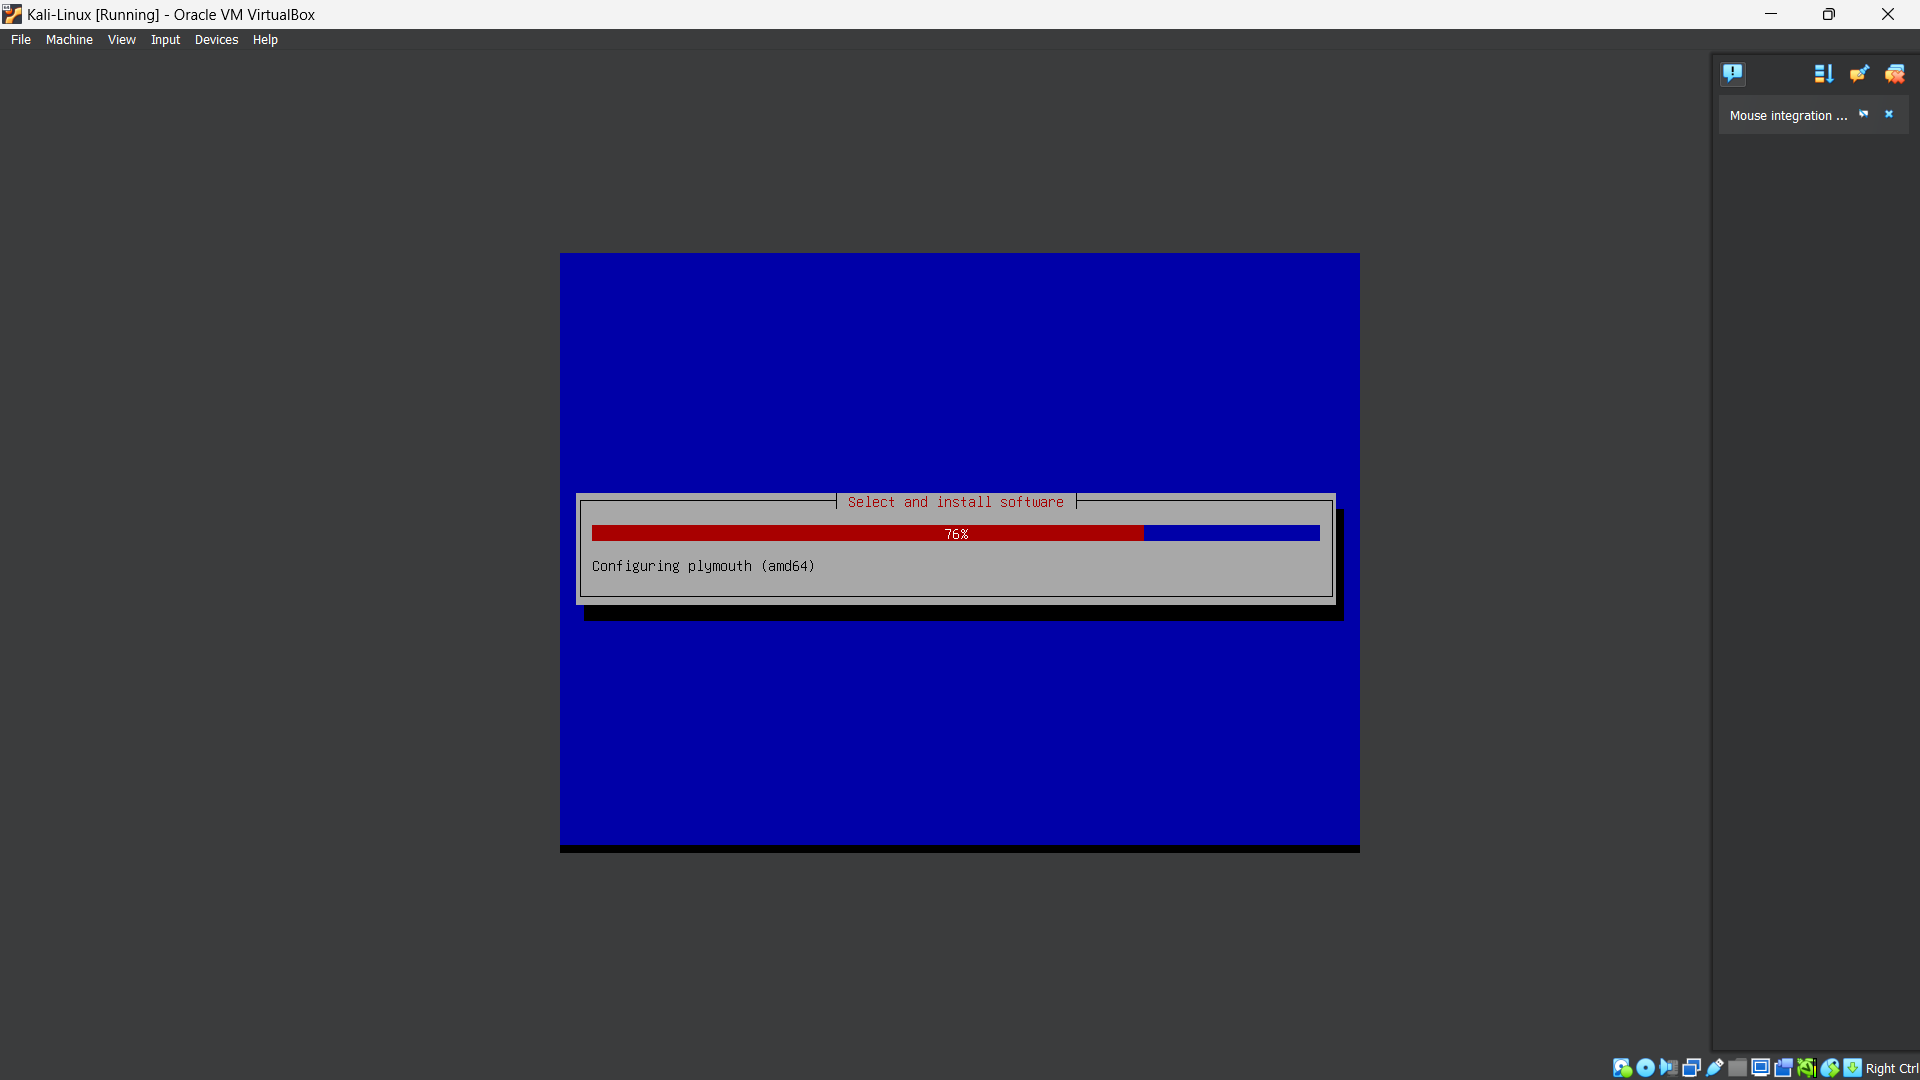 Kali-Linux [Running] - Oracle VM VirtualBox
File Machine View Input Devices Help
Mouse integration ...
Select and install software
76%
Configuring plymouth (amd64)
Right Ctrl